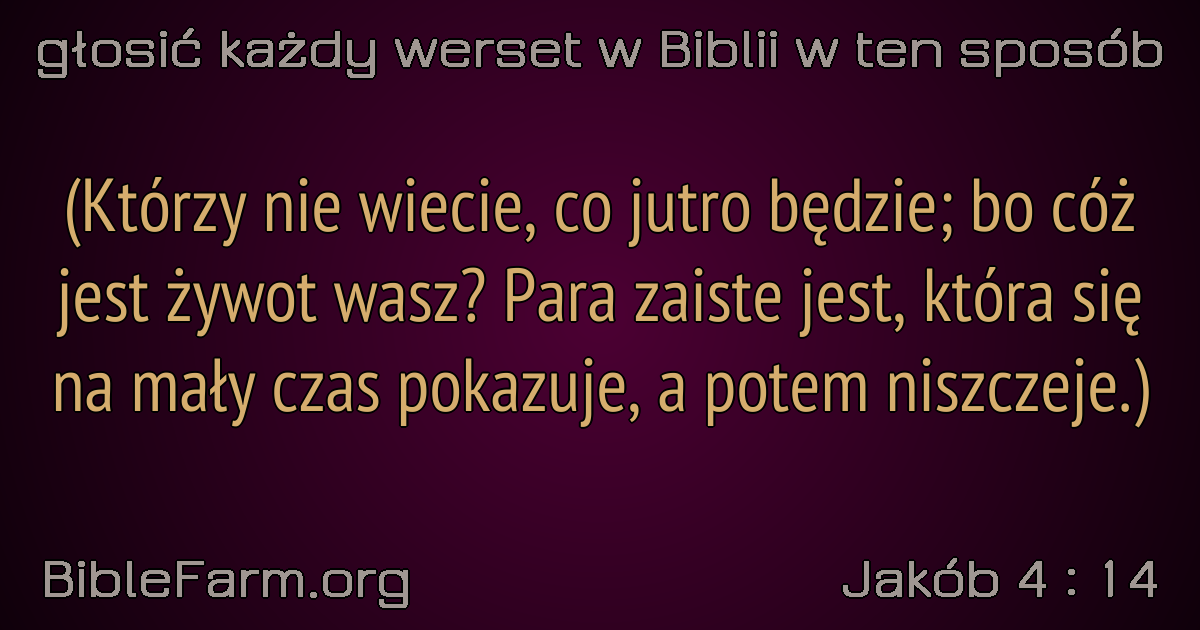 głosić każdy werset w Biblii w ten sposób
(Którzy nie wiecie, co jutro będzie; bo cóż
jest żywot wasz? Para zaiste jest, która się
na mały czas pokazuje, a potem niszczeje.)
BibleFarm.org
Jakób 4 : 14